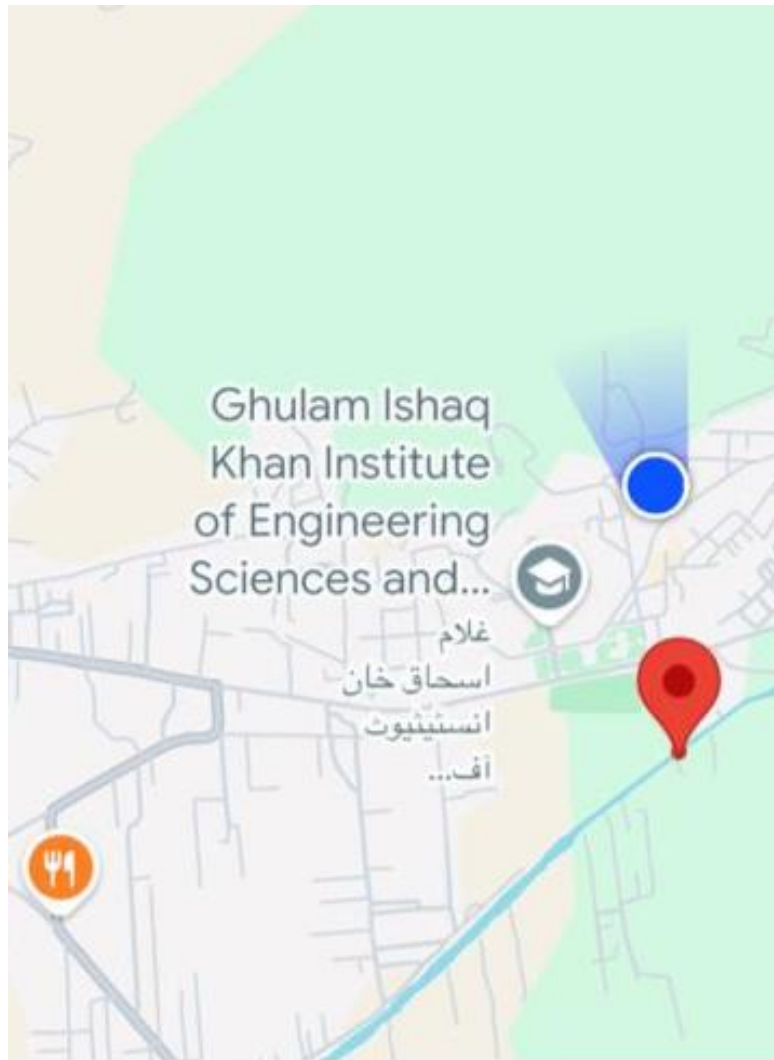 Ghulam Ishaq
Khan Institute
of Engineering
Sciences and...
غلام
اسحاق خان
انسٹیٹیوٹ
آف...